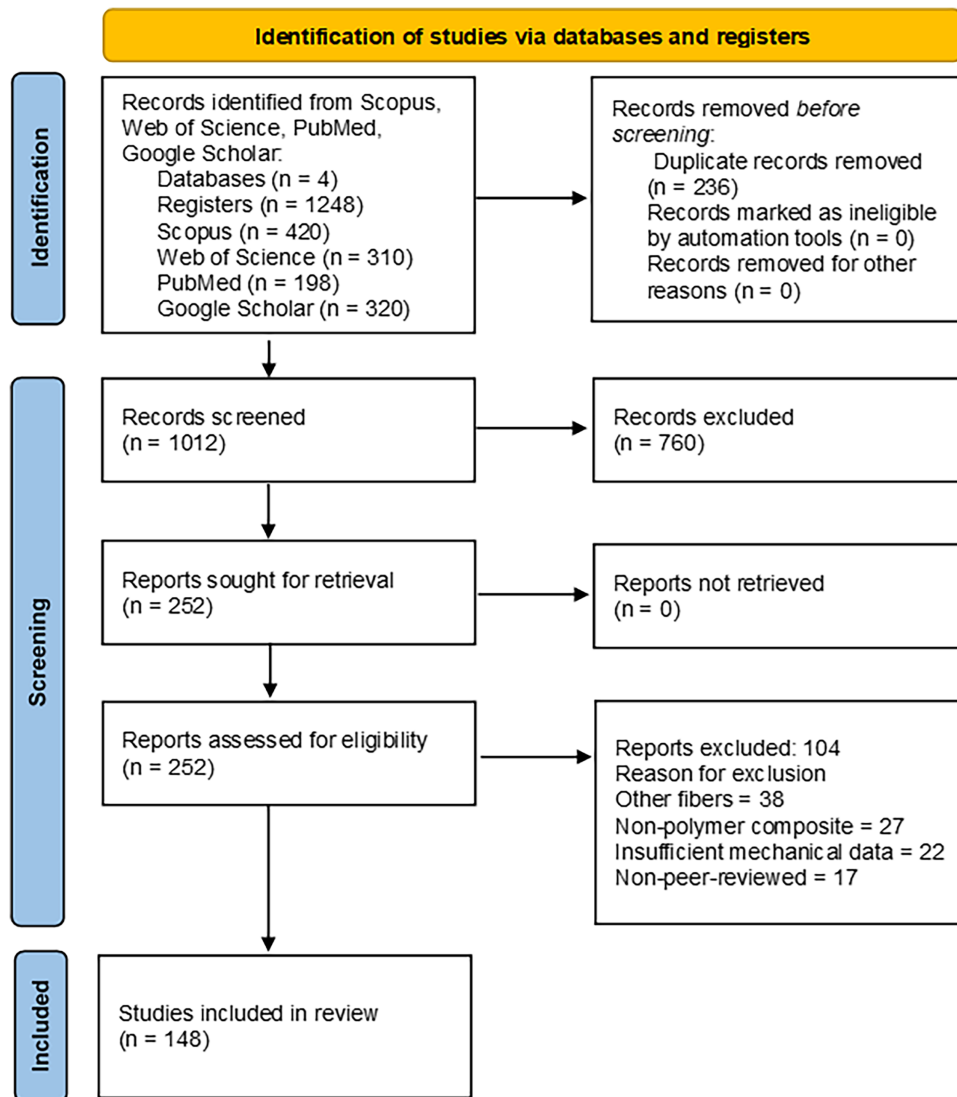 Identification of studies via databases and registers
Identification
Records identified from Scopus,
Web of Science, PubMed,
Google Scholar:
Databases (n = 4)
Registers (n = 1248)
Scopus (n = 420)
Web of Science (n = 310)
PubMed (n = 198)
Google Scholar (n = 320)
Records removed before
screening:
Duplicate records removed
(n = 236)
Records marked as ineligible
by automation tools (n = 0)
Records removed for other
reasons (n = 0)
Screening
Records screened
(n = 1012)
Records excluded
(n = 760)
Reports sought for retrieval
(n = 252)
Reports not retrieved
(n = 0)
Reports assessed for eligibility
(n = 252)
Reports excluded: 104
Reason for exclusion
Other fibers = 38
Non-polymer composite = 27
Insufficient mechanical data = 22
Non-peer-reviewed = 17
Included
Studies included in review
(n = 148)